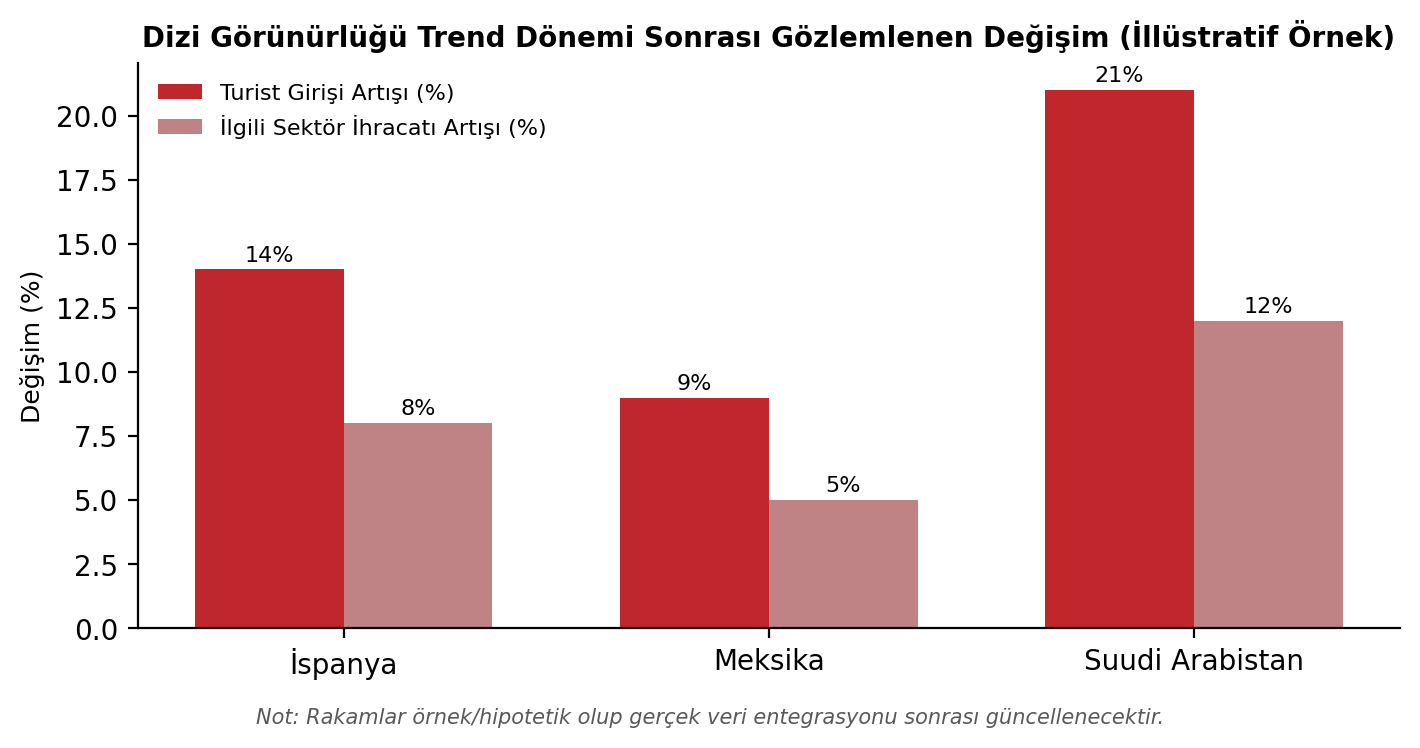 Dizi Görünürlüğü Trend Dönemi Sonrası Gözlemlenen Değişim (İllüstratif Örnek)
Turist Girişi Artışı (%)
İlgili Sektör İhracatı Artışı (%)
Değişim (%)
20.0
17.5
15.0
12.5
10.0
7.5
5.0
2.5
0.0
14%
8%
9%
5%
21%
12%
İspanya
Meksika
Suudi Arabistan
Not: Rakamlar örnek/hipotetik olup gerçek veri entegrasyonu sonrası güncellenecektir.